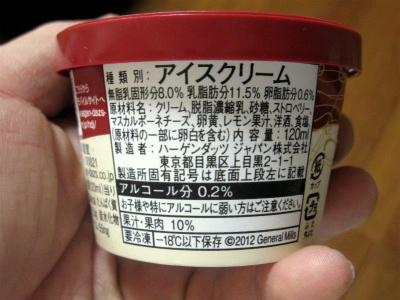 種類別:アイスクリーム
無脂乳固形分8.0% 乳脂肪分11.5% 卵脂肪分0.6%
原材料名:クリーム、脱脂濃縮乳、砂糖、ストロベリー、
マスカルポーネチーズ、卵黄、レモン果汁、洋酒、食塩、
(原材料の一部に卵白を含む) 内容量:120ml
製造者:ハーゲンダッツ ジャパン株式会社
東京都目黒区上目黒2-1-1
製造所固有記号は底面上段左に記載
アルコール分 0.2%
お子様や特にアルコールに弱い方はご注意ください。
果汁・果肉 10%
要冷凍 -18℃以下保存 ©2012 General Mills
カップ